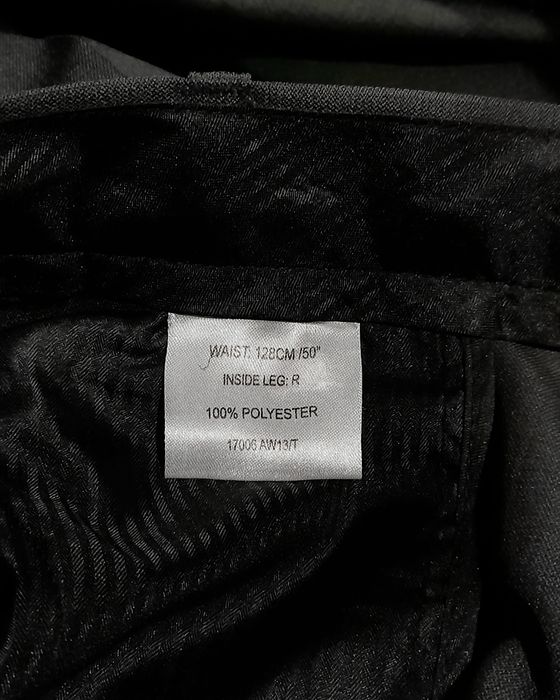 WAIST: 128CM /50"
INSIDE LEG: R
100% POLYESTER
17006 AW13/T